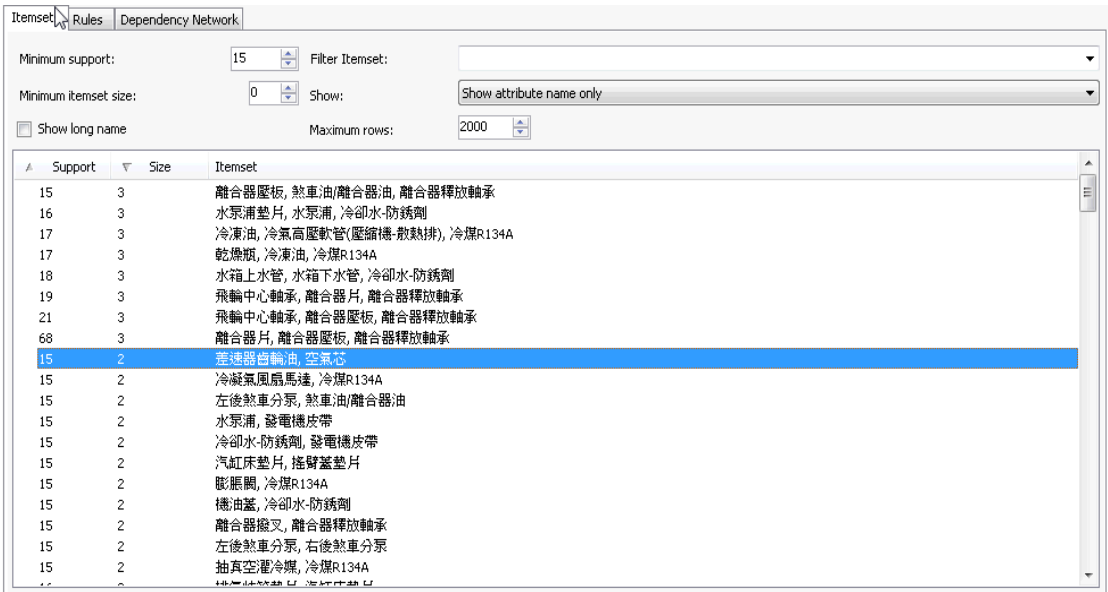 Itemset Rules Dependency Network
Minimum support: 15 Filter Itemset:
Minimum itemset size: 0 Show: Show attribute name only
Show long name Maximum rows: 2000
Support Size Itemset
15 3 離合器壓板, 煞車油/離合器油, 離合器釋放軸承
16 3 水泵浦墊片, 水泵浦, 冷卻水-防銹劑
17 3 冷凍油, 冷氣高壓軟管(壓縮機-散熱排), 冷煤R134A
17 3 乾燥瓶, 冷凍油, 冷煤R134A
18 3 水箱上水管, 水箱下水管, 冷卻水-防銹劑
19 3 飛輪中心軸承, 離合器片, 離合器釋放軸承
21 3 飛輪中心軸承, 離合器壓板, 離合器釋放軸承
68 3 離合器片, 離合器壓板, 離合器釋放軸承
15 2 差速器齒輪油, 空氣芯
15 2 冷凝氣風扇馬達, 冷煤R134A
15 2 左後煞車分泵, 煞車油/離合器油
15 2 水泵浦, 發電機皮帶
15 2 冷卻水-防銹劑, 發電機皮帶
15 2 汽缸床墊片, 搖臂蓋墊片
15 2 膨脹閥, 冷煤R134A
15 2 機油蓋, 冷卻水-防銹劑
15 2 離合器撥叉, 離合器釋放軸承
15 2 左後煞車分泵, 右後煞車分泵
15 2 抽真空灌冷媒, 冷煤R134A